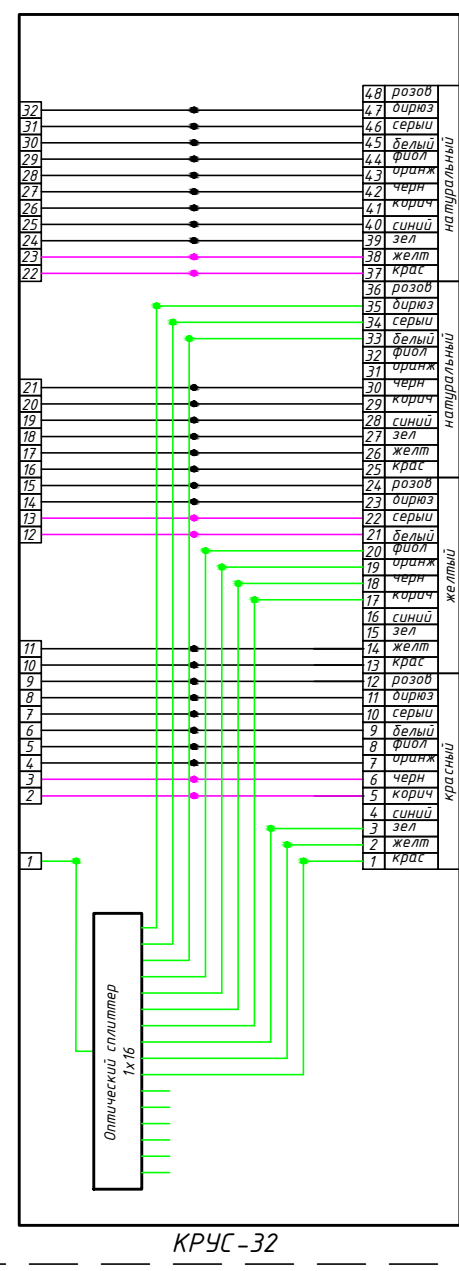 48 розов
32 47 бирюз
31 46 серый
30 45 белый
29 44 фиол
28 43 оранж
27 42 черн
26 41 корич
25 40 синий
24 39 зел
23 38 желт
22 37 крас
натуральный
36 розов
35 бирюз
34 серый
33 белый
32 фиол
31 оранж
21 30 черн
20 29 корич
19 28 синий
18 27 зел
17 26 желт
16 25 крас
натуральный
15 24 розов
14 23 бирюз
13 22 серый
12 21 белый
20 фиол
19 оранж
18 черн
17 корич
16 синий
15 зел
11 14 желт
10 13 крас
желтый
9 12 розов
8 11 бирюз
7 10 серый
6 9 белый
5 8 фиол
4 7 оранж
3 6 черн
2 5 корич
4 синий
3 зел
2 желт
1 1 крас
красный
Оптический сплиттер
1х16
КРУС-32